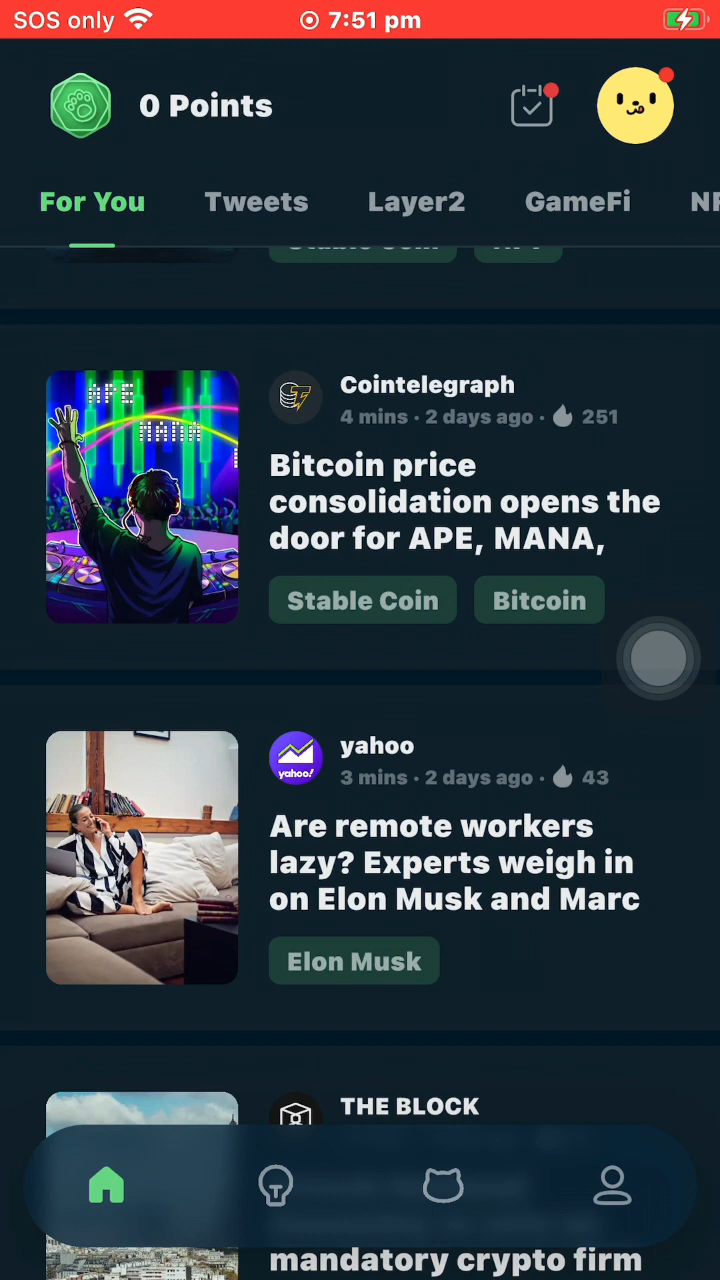 SOS only
7:51 pm
0 Points
For You
Tweets
Layer2
GameFi
APE
MANA
Cointelegraph
4 mins · 2 days ago · 251
Bitcoin price
consolidation opens the
door for APE, MANA,
Stable Coin
Bitcoin
yahoo!
yahoo
3 mins · 2 days ago · 43
Are remote workers
lazy? Experts weigh in
on Elon Musk and Marc
Elon Musk
THE BLOCK
mandatory crypto firm